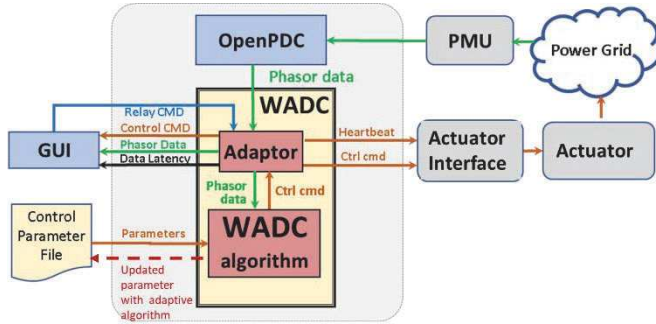 OpenPDC
PMU
Power Grid
Phasor data
WADC
Relay CMD
Control CMD
Heartbeat
GUI
Phasor Data
Adaptor
Actuator
Interface
Actuator
Data Latency
Ctrl cmd
Phasor
data
Ctrl cmd
Control
Parameter
File
Parameters
WADC
algorithm
Updated
parameter
with adaptive
algorithm